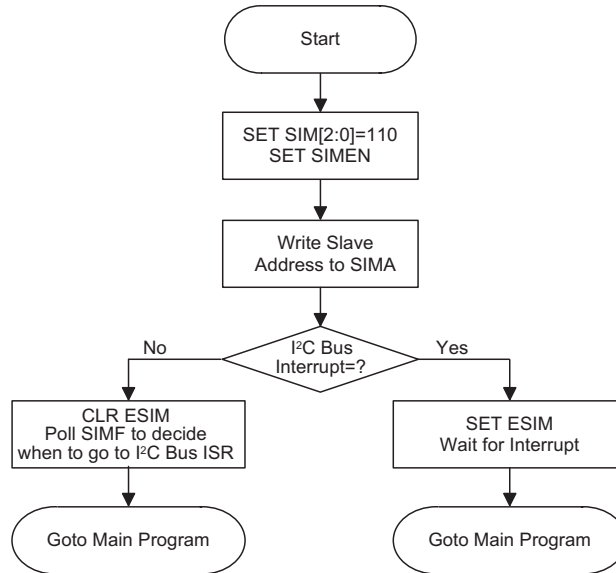 Start
SET SIM[2:0]=110
SET SIMEN
Write Slave
Address to SIMA
I²C Bus
Interrupt=?
No
Yes
CLR ESIM
Poll SIMF to decide
when to go to I²C Bus ISR
SET ESIM
Wait for Interrupt
Goto Main Program
Goto Main Program